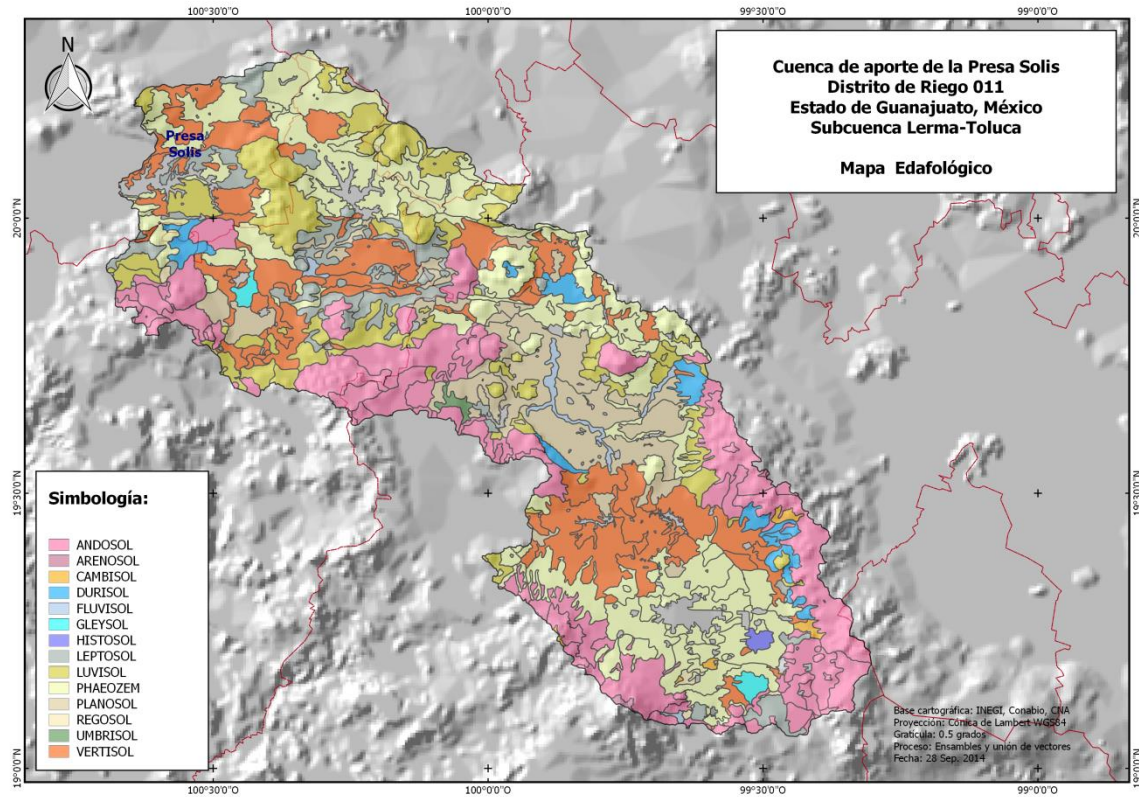 100°30'0"O
100°0'0"O
99°30'0"O
99°0'0"O
N
Cuenca de aporte de la Presa Solis
Distrito de Riego 011
Estado de Guanajuato, México
Subcuenca Lerma-Toluca
Mapa Edafológico
Presa
Solis
20°0'0"N
20°0'0"N
19°30'0"N
19°30'0"N
Simbología:
ANDOSOL
ARENOSOL
CAMBISOL
DURISOL
FLUVISOL
GLEYSOL
HISTOSOL
LEPTOSOL
LUVISOL
PHAEOZEM
PLANOSOL
REGOSOL
UMBRISOL
VERTISOL
Base cartográfica: INEGI, Conabio, CNA
Proyección: Cónica de Lambert WGS84
Gratícula: 0.5 grados
Proceso: Ensambles y unión de vectores
Fecha: 28 Sep. 2014
19°0'0"N
19°0'0"N
100°30'0"O
100°0'0"O
99°30'0"O
99°0'0"O